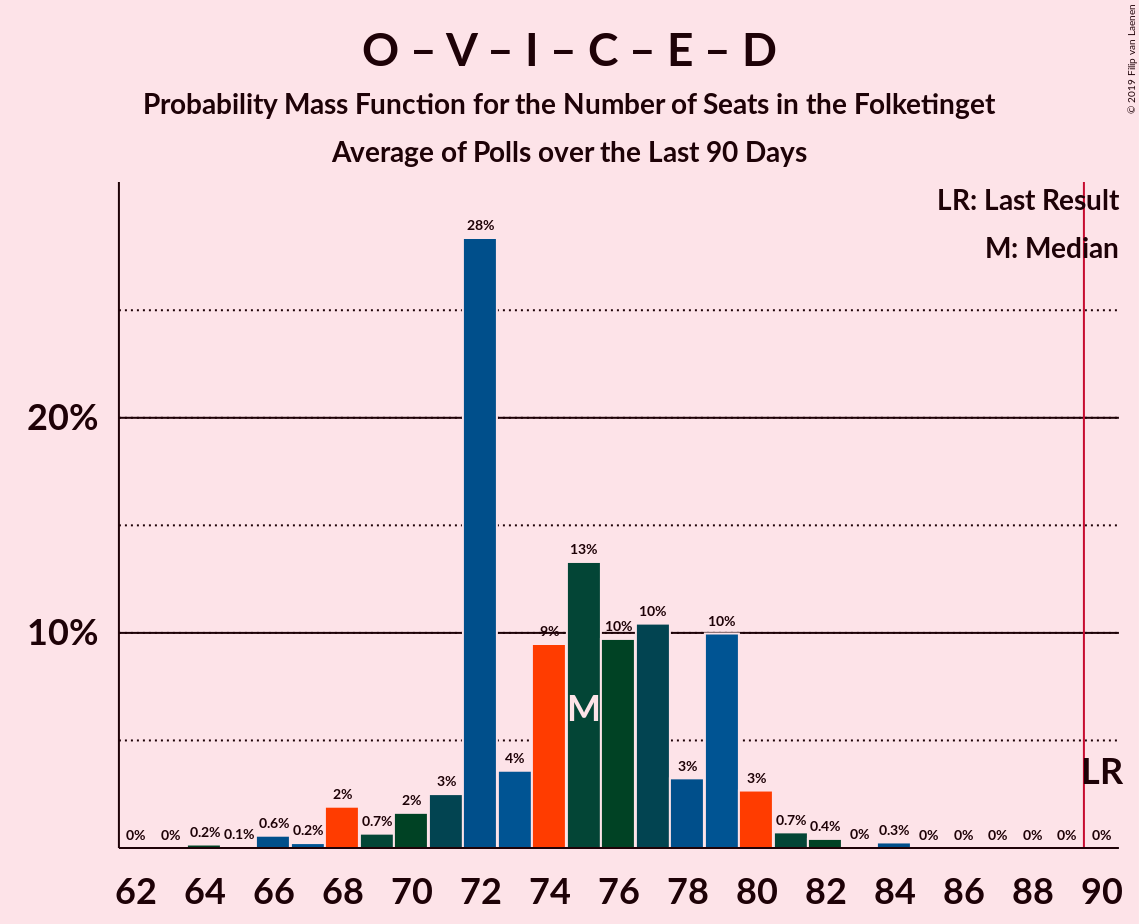 O – V – I – C – E – D
Probability Mass Function for the Number of Seats in the Folketinget
Average of Polls over the Last 90 Days
© 2019 Filip van Laenen
LR: Last Result
M: Median
20%
10%
0% 0% 0.2% 0.1% 0.6% 0.2% 2% 0.7% 2% 3% 28% 4% 9% 13% 10% 10% 3% 10% 3% 0.7% 0.4% 0% 0.3% 0% 0% 0% 0% 0% 0%
M
LR
62 64 66 68 70 72 74 76 78 80 82 84 86 88 90